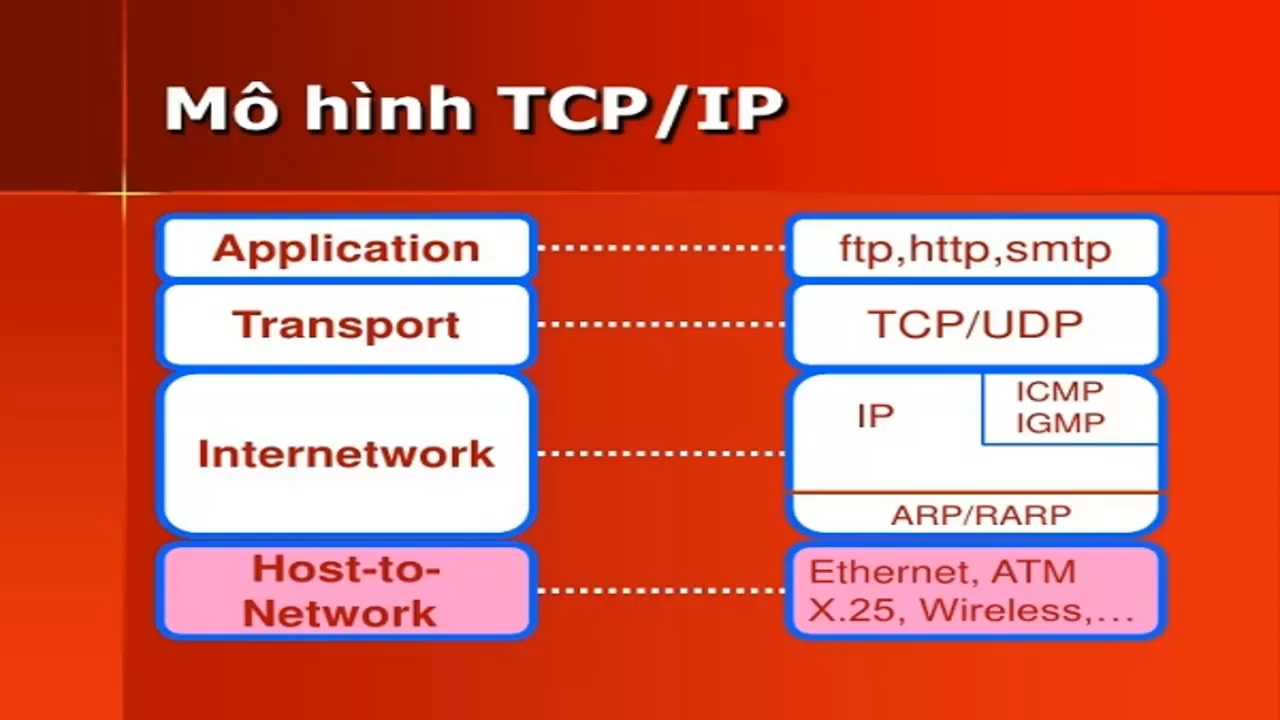 Mô hình TCP/IP
Application
ftp,http,smtp
Transport
TCP/UDP
Internetwork
IP
ICMP
IGMP
ARP/RARP
Host-to-
Network
Ethernet, ATM
X.25, Wireless,...